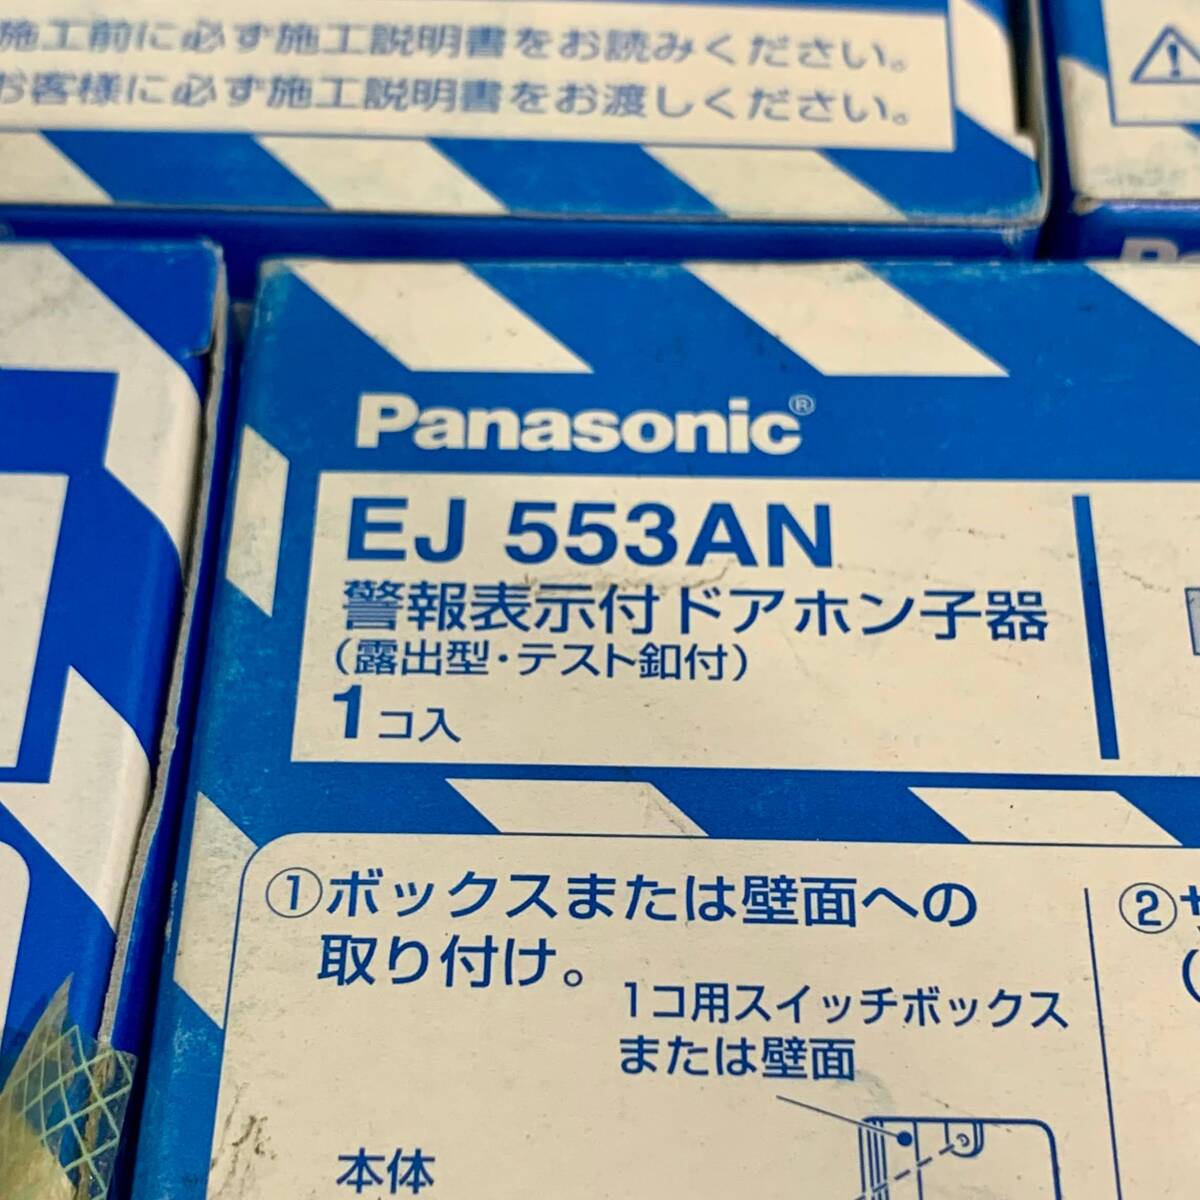 施工前に必ず施工説明書をお読みください。
お客様に必ず施工説明書をお渡しください。
Panasonic®
EJ 553AN
警報表示付ドアホン子器
(露出型・テスト釦付)
1コ入
①ボックスまたは壁面への
取り付け。
1コ用スイッチボックス
または壁面
本体
②